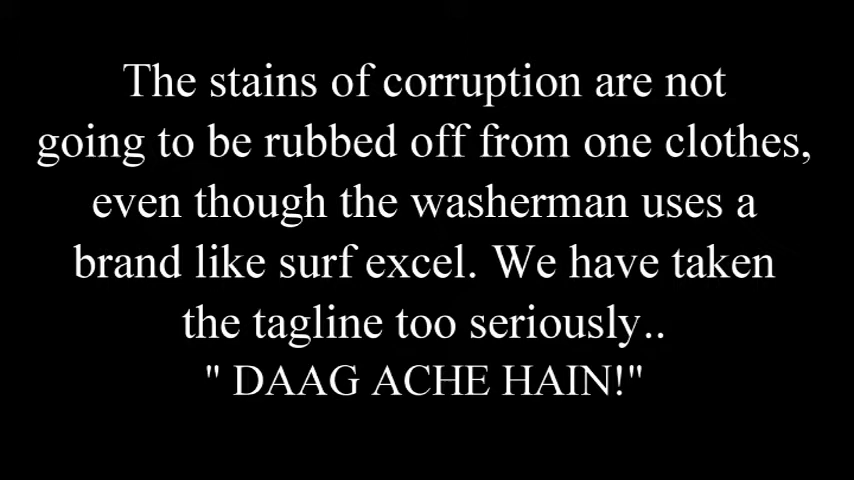 The stains of corruption are not
going to be rubbed off from one clothes,
even though the washerman uses a
brand like surf excel. We have taken
the tagline too seriously..
" DAAG ACHE HAIN!"